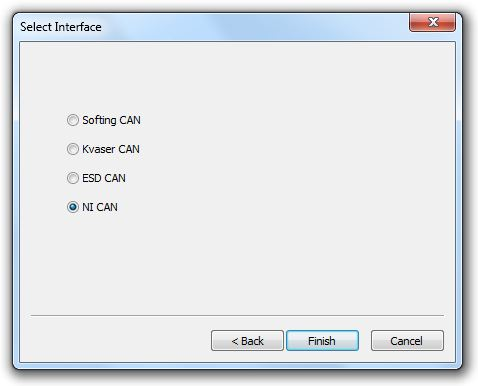 Select Interface
Softing CAN
Kvaser CAN
ESD CAN
NI CAN
< Back Finish Cancel